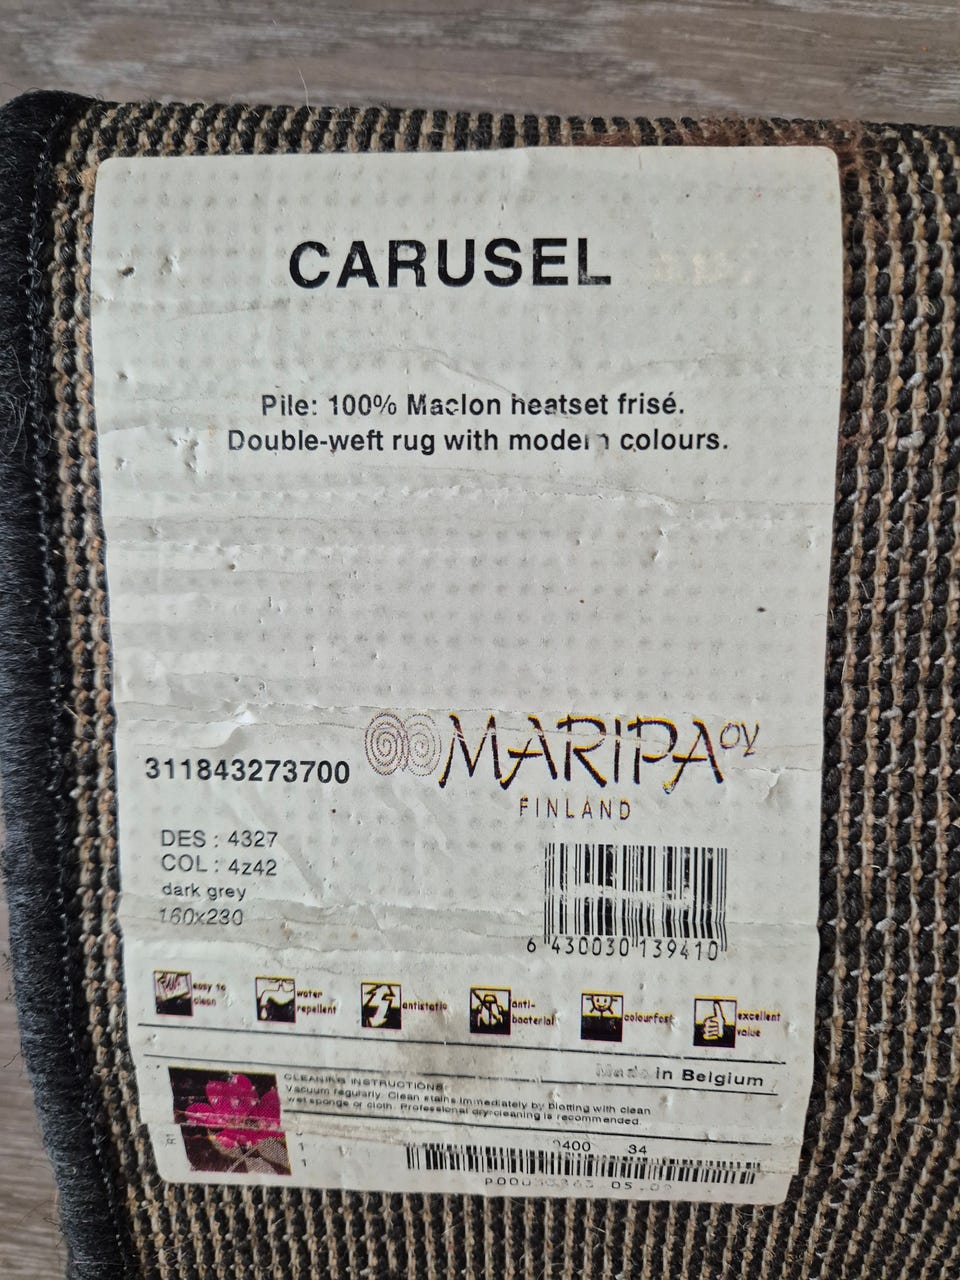 CARUSEL
Pile: 100% Maclon heatset frisé.
Double-weft rug with modern colours.
MARIPA OY
FINLAND
311843273700
DES : 4327
COL : 4z42
dark grey
160x230
6 430030 139410
easy to clean
water repellent
antistatic
anti-bacterial
colourfast
excellent value
Made in Belgium
CLEANING INSTRUCTIONS:
Vacuum regularly. Clean stains immediately by blotting with clean
wet sponge or cloth. Professional dry-cleaning is recommended.
34